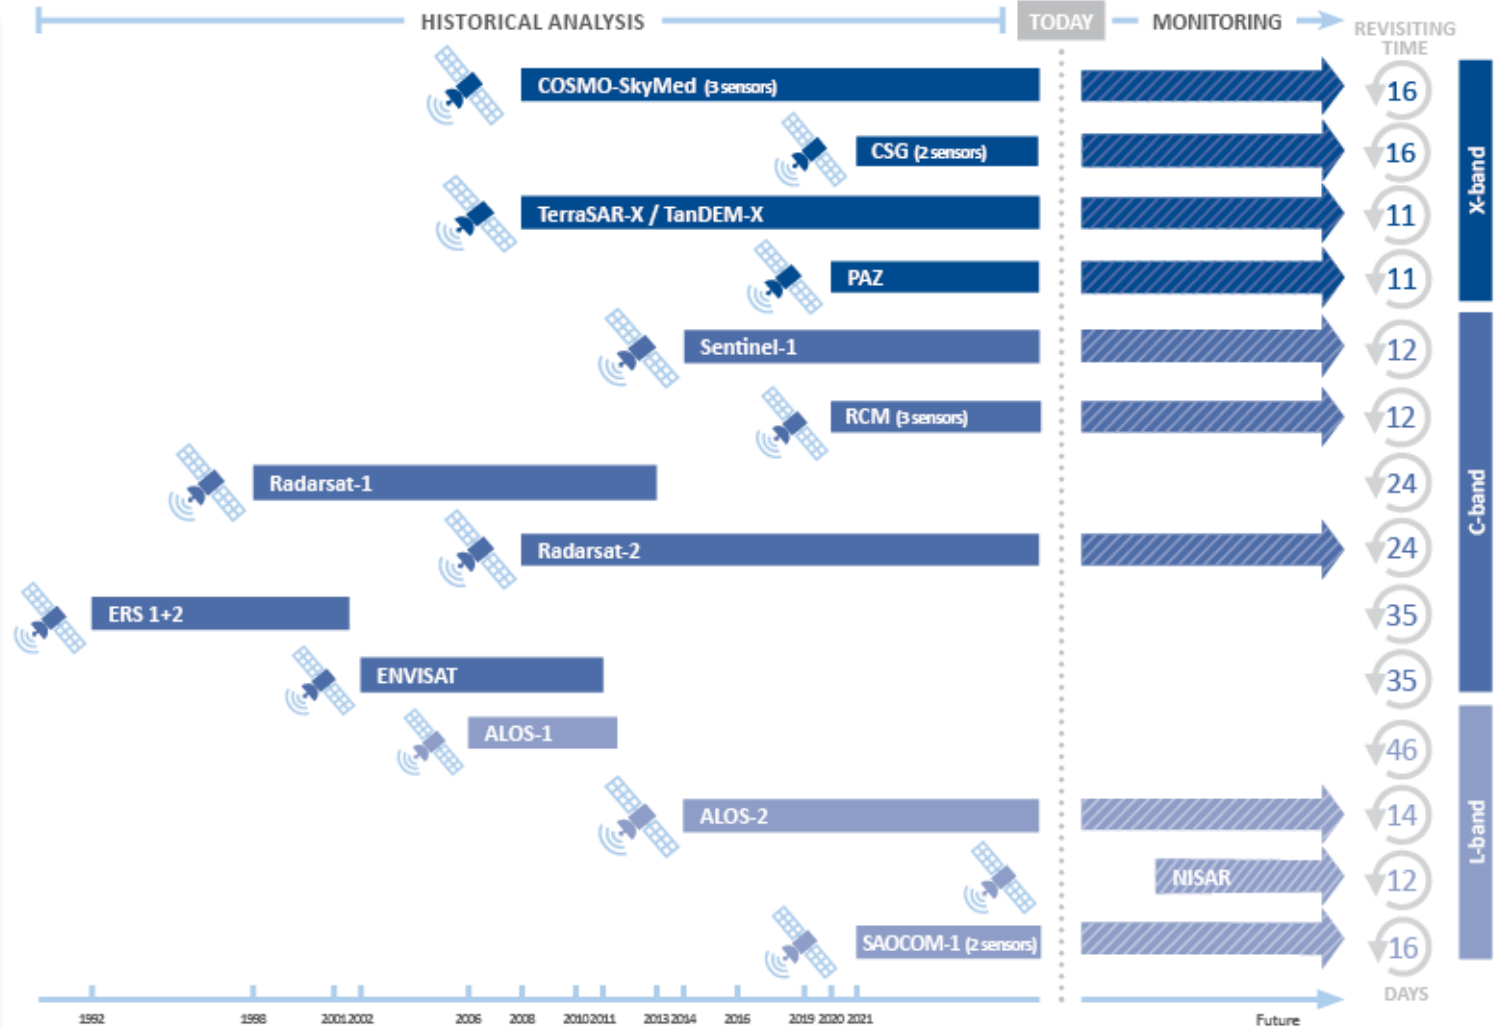 HISTORICAL ANALYSIS TODAY MONITORING REVISITING
TIME
COSMO-SkyMed (3 sensors) 16
CSG (2 sensors) 16
TerraSAR-X / TanDEM-X 11
PAZ 11
X-band
Sentinel-1 12
RCM (3 sensors) 12
Radarsat-1 24
Radarsat-2 24
ERS 1+2 35
ENVISAT 35
C-band
ALOS-1 46
ALOS-2 14
NISAR 12
SAOCOM-1 (2 sensors) 16
L-band
DAYS
1992 1998 2001 2002 2006 2008 2010 2011 2013 2014 2016 2019 2020 2021 Future